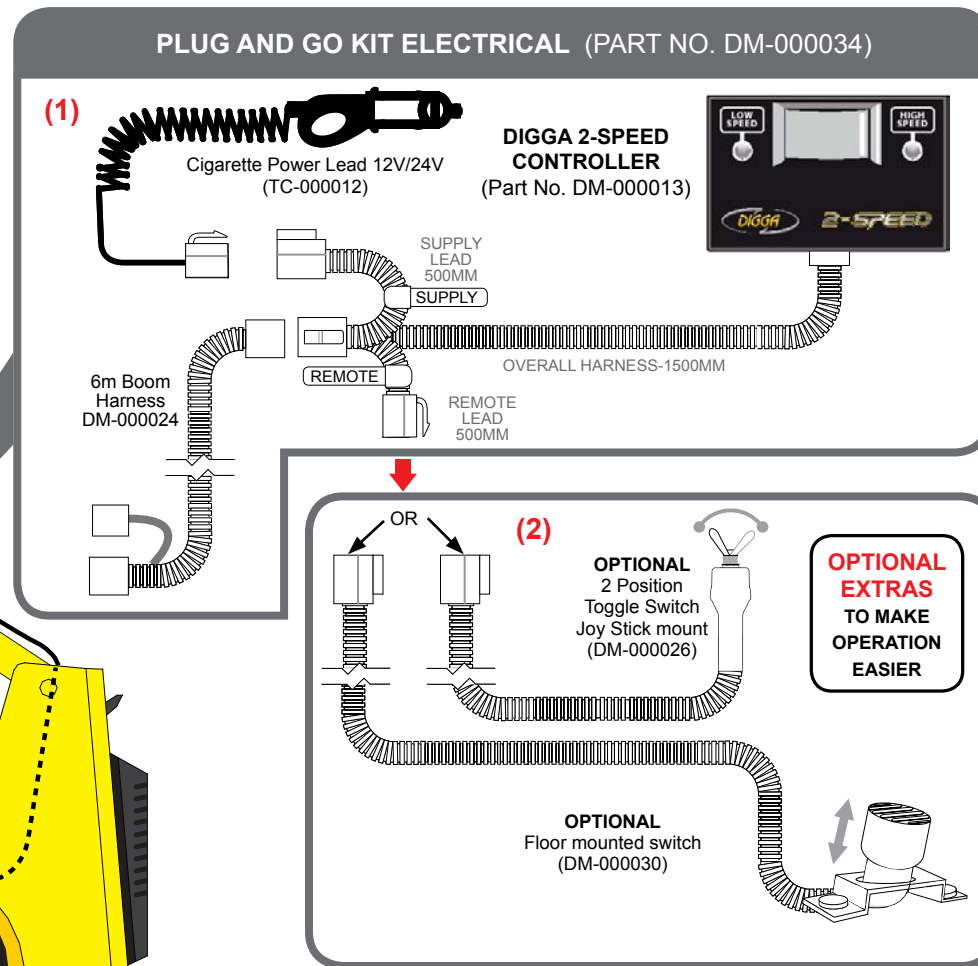 PLUG AND GO KIT ELECTRICAL (PART NO. DM-000034)
(1)
Cigarette Power Lead 12V/24V
(TC-000012)
DIGGA 2-SPEED
CONTROLLER
(Part No. DM-000013)
LOW
SPEED
HIGH
SPEED
DIGGA
2-SPEED
SUPPLY
LEAD
500MM
SUPPLY
OVERALL HARNESS-1500MM
REMOTE
REMOTE
LEAD
500MM
6m Boom
Harness
DM-000024
OR
(2)
OPTIONAL
2 Position
Toggle Switch
Joy Stick mount
(DM-000026)
OPTIONAL
EXTRAS
TO MAKE
OPERATION
EASIER
OPTIONAL
Floor mounted switch
(DM-000030)